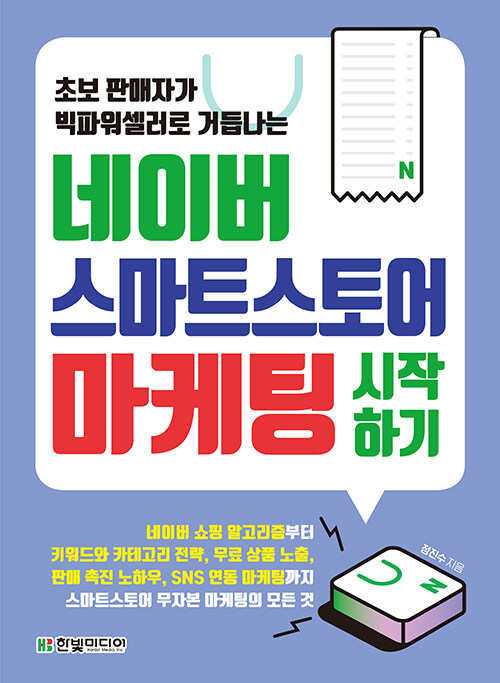 초보 판매자가
빅파워셀러로 거듭나는
N
네이버
스마트스토어
마케팅 시작
하기
네이버 쇼핑 알고리즘부터
키워드와 카테고리 전략, 무료 상품 노출,
판매 촉진 노하우, SNS 연동 마케팅까지
스마트스토어 무자본 마케팅의 모든 것
정진수 지음
N
HB 한빛미디어
Hanbit Media, Inc.